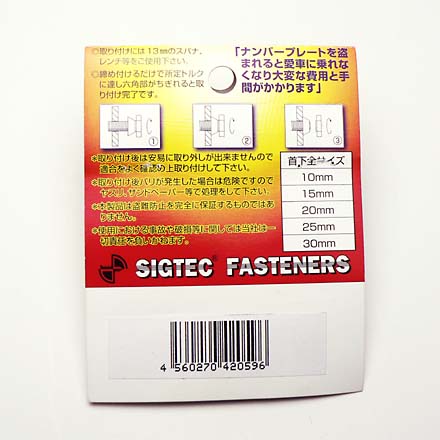 ●取り付けには13mmのスパナ、
レンチ等をご使用下さい。
●締め付けるだけで所定トルク
に達し六角部がちぎれると取り
付け完了です。
「ナンバープレートを盗
まれると愛車に乗れな
くなり大変な費用と手
間がかかります」
① ② ③
＊取り付け後は安易に取り外しが出来ませんので
適合をよく確認の上取り付けして下さい。
＊取り付け後バリが発生した場合は危険ですので
ヤスリ、サンドペーパー等で処理をして下さい。
＊本製品は盗難防止を完全に保証するものではあ
りません。
＊使用における事故や破損等に関しては当社は一
切責任を負いかねます。
首下全サイズ
10mm
15mm
20mm
25mm
30mm
SIGTEC® FASTENERS
4 560270 420596